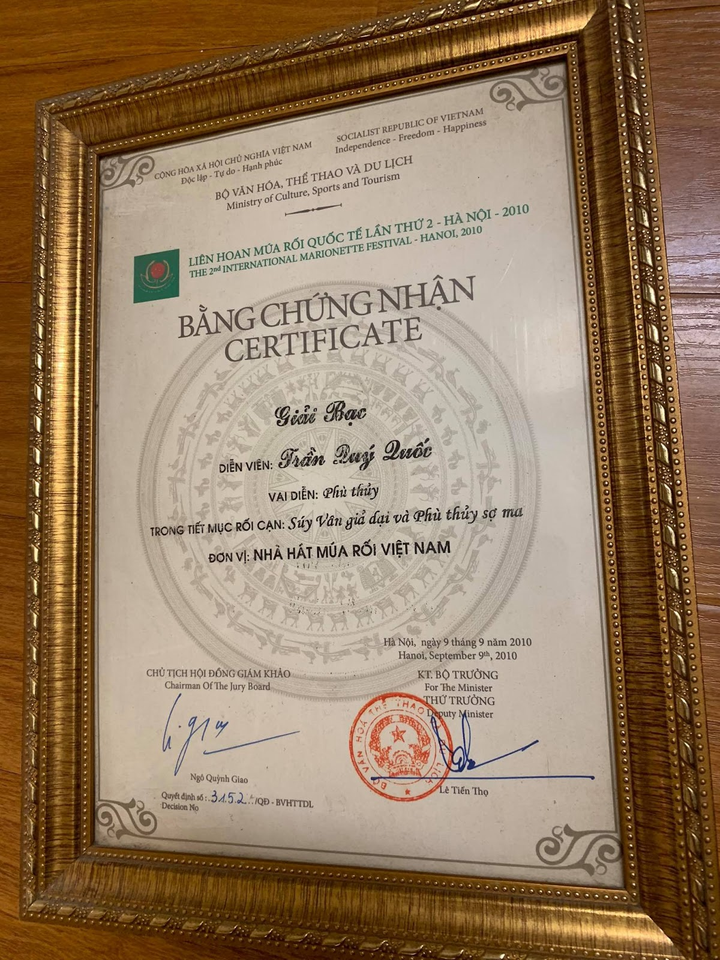 CỘNG HÒA XÃ HỘI CHỦ NGHĨA VIỆT NAM
Độc lập - Tự do - Hạnh phúc
SOCIALIST REPUBLIC OF VIETNAM
Independence - Freedom - Happiness
BỘ VĂN HÓA, THỂ THAO VÀ DU LỊCH
Ministry of Culture, Sports and Tourism
LIÊN HOAN MÚA RỐI QUỐC TẾ LẦN THỨ 2 - HÀ NỘI - 2010
THE 2nd INTERNATIONAL MARIONETTE FESTIVAL - HANOI, 2010
BẰNG CHỨNG NHẬN
CERTIFICATE
Giải Bạc
DIỄN VIÊN: Trần Quý Quốc
VAI DIỄN: Phù thủy
TRONG TIẾT MỤC RỐI CẠN: Súy Vân giả dại và Phù thủy sợ ma
ĐƠN VỊ: NHÀ HÁT MÚA RỐI VIỆT NAM
Hà Nội, ngày 9 tháng 9 năm 2010
Hanoi, September 9th, 2010
CHỦ TỊCH HỘI ĐỒNG GIÁM KHẢO
Chairman Of The Jury Board
KT. BỘ TRƯỞNG
For The Minister
THỨ TRƯỞNG
Deputy Minister
BỘ VĂN HÓA THỂ THAO LỊCH
Ngô Quỳnh Giao
Lê Tiến Thọ
Quyết định số : 3152 /QĐ - BVHTTDL
Decision No